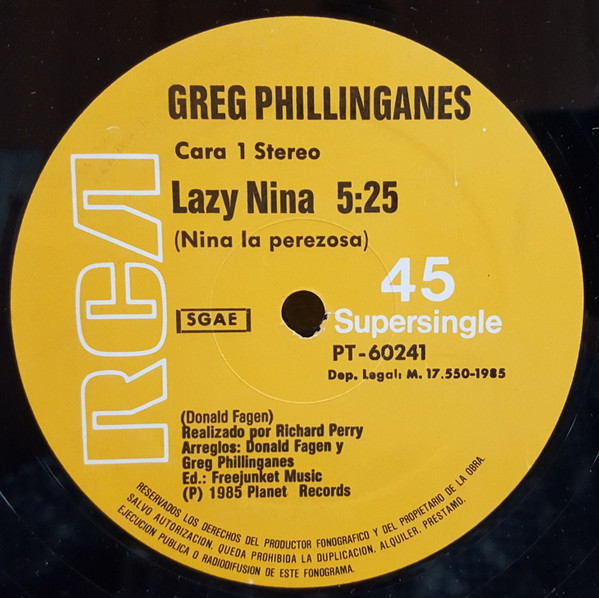 GREG PHILLINGANES
Cara 1 Stereo
Lazy Nina 5:25
(Nina la perezosa)
RCA
SGAE
45
Supersingle
PT-60241
Dep. Legal: M. 17.550-1985
(Donald Fagen)
Realizado por Richard Perry
Arreglos: Donald Fagen y
Greg Phillinganes
Ed.: Freejunket Music
(P) 1985 Planet Records
RESERVADOS LOS DERECHOS DEL PRODUCTOR FONOGRAFICO Y DEL PROPIETARIO DE LA OBRA.
SALVO AUTORIZACION, QUEDA PROHIBIDA LA DUPLICACION, ALQUILER, PRESTAMO,
EJECUCION PUBLICA O RADIODIFUSION DE ESTE FONOGRAMA.